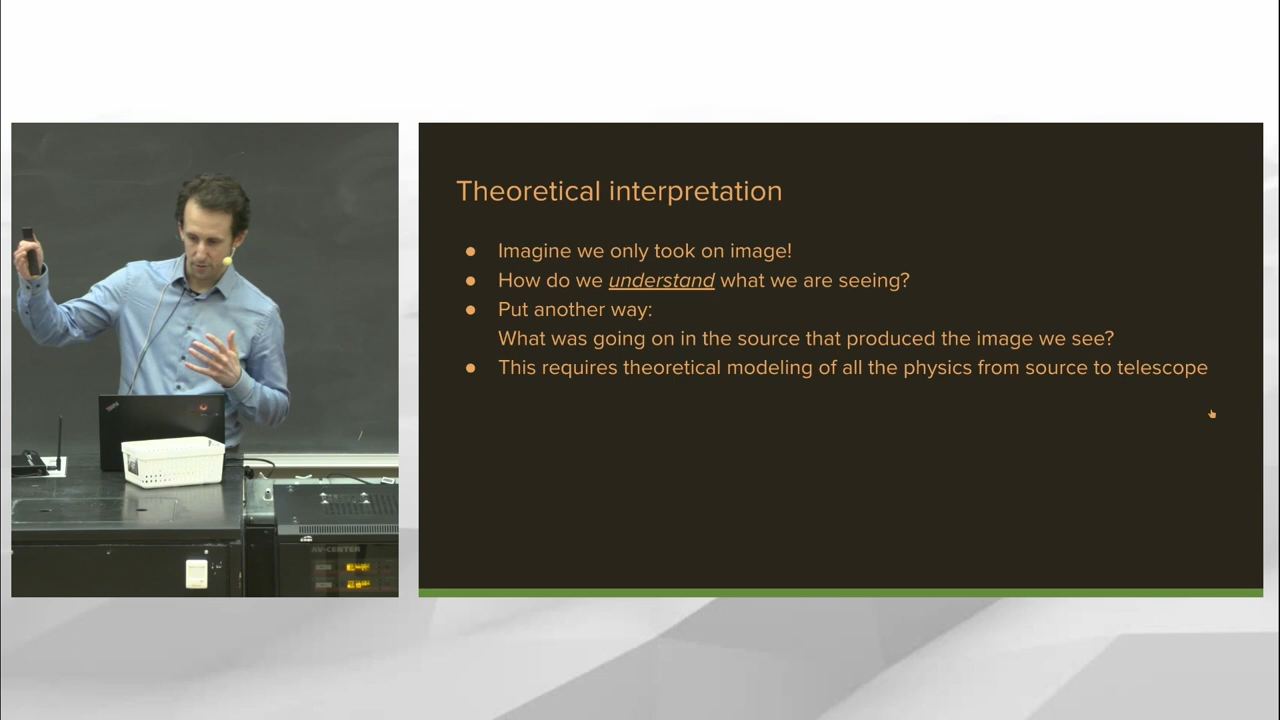 Theoretical interpretation
● Imagine we only took on image!
● How do we understand what we are seeing?
● Put another way:
What was going on in the source that produced the image we see?
● This requires theoretical modeling of all the physics from source to telescope
AV-CENTER